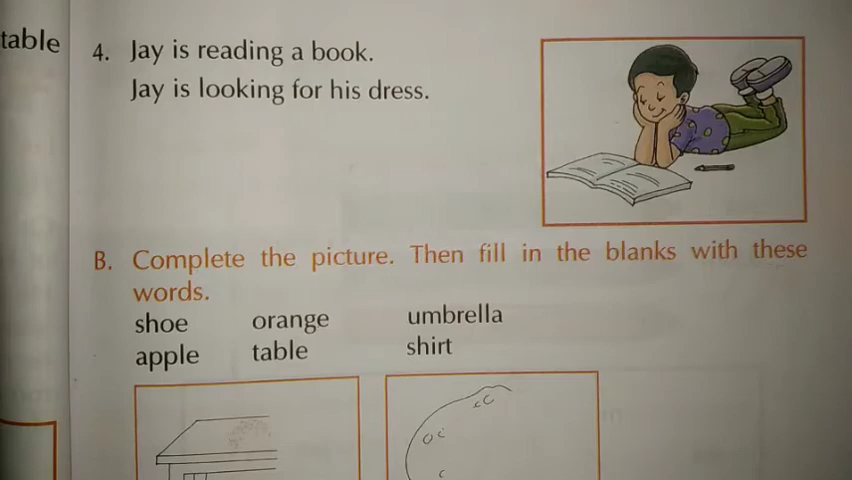 table
4. Jay is reading a book.
Jay is looking for his dress.
B. Complete the picture. Then fill in the blanks with these
words.
shoe orange umbrella
apple table shirt